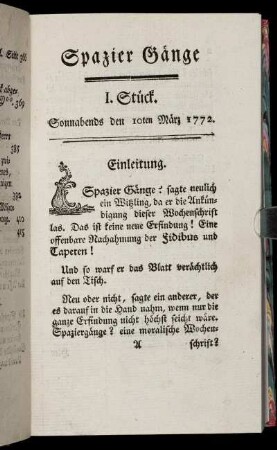 Spazier Gänge
I. Stück.
Sonnabends den 10ten März 1772.
Einleitung.
Spazier Gänge: sagte neulich
ein Witzling, da er die Ankün-
digung dieser Wochenschrift
las. Das ist keine neue Erfindung! Eine
offenbare Nachahmung der Fidibus und
Tapeten!
Und so warf er das Blatt verächtlich
auf den Tisch.
Neu oder nicht, sagte ein anderer, der
es darauf in die Hand nahm, wenn nur die
ganze Erfindung nicht höchst seicht wäre.
Spaziergänge? eine moralische Wochen-
A schrift?